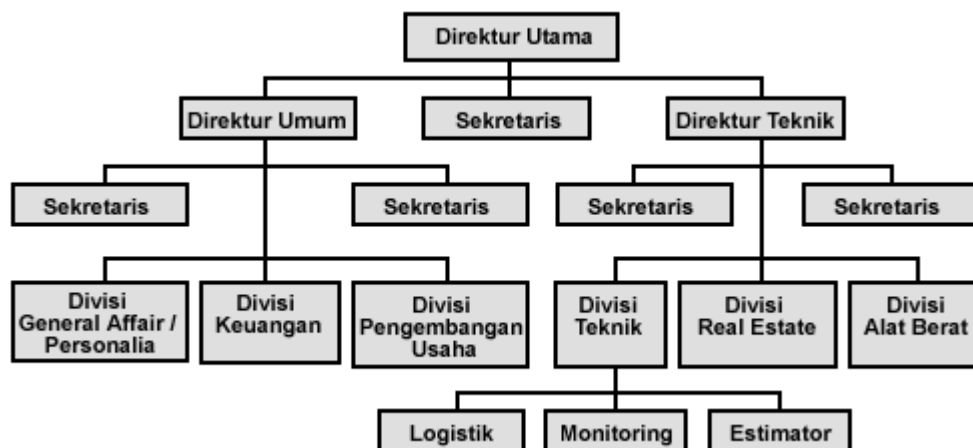 Direktur Utama
Direktur Umum
Sekretaris
Direktur Teknik
Sekretaris
Sekretaris
Sekretaris
Sekretaris
Divisi
General Affair /
Personalia
Divisi
Keuangan
Divisi
Pengembangan
Usaha
Divisi
Teknik
Divisi
Real Estate
Divisi
Alat Berat
Logistik
Monitoring
Estimator